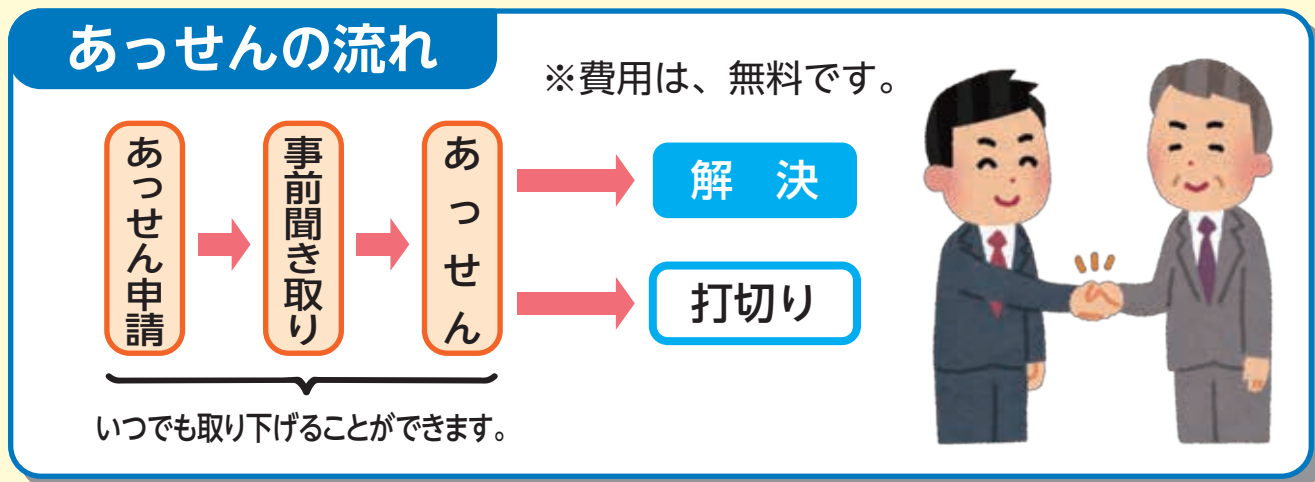 あっせんの流れ
※費用は、無料です。
あっせん申請
事前聞き取り
あっせん
解 決
打切り
いつでも取り下げることができます。